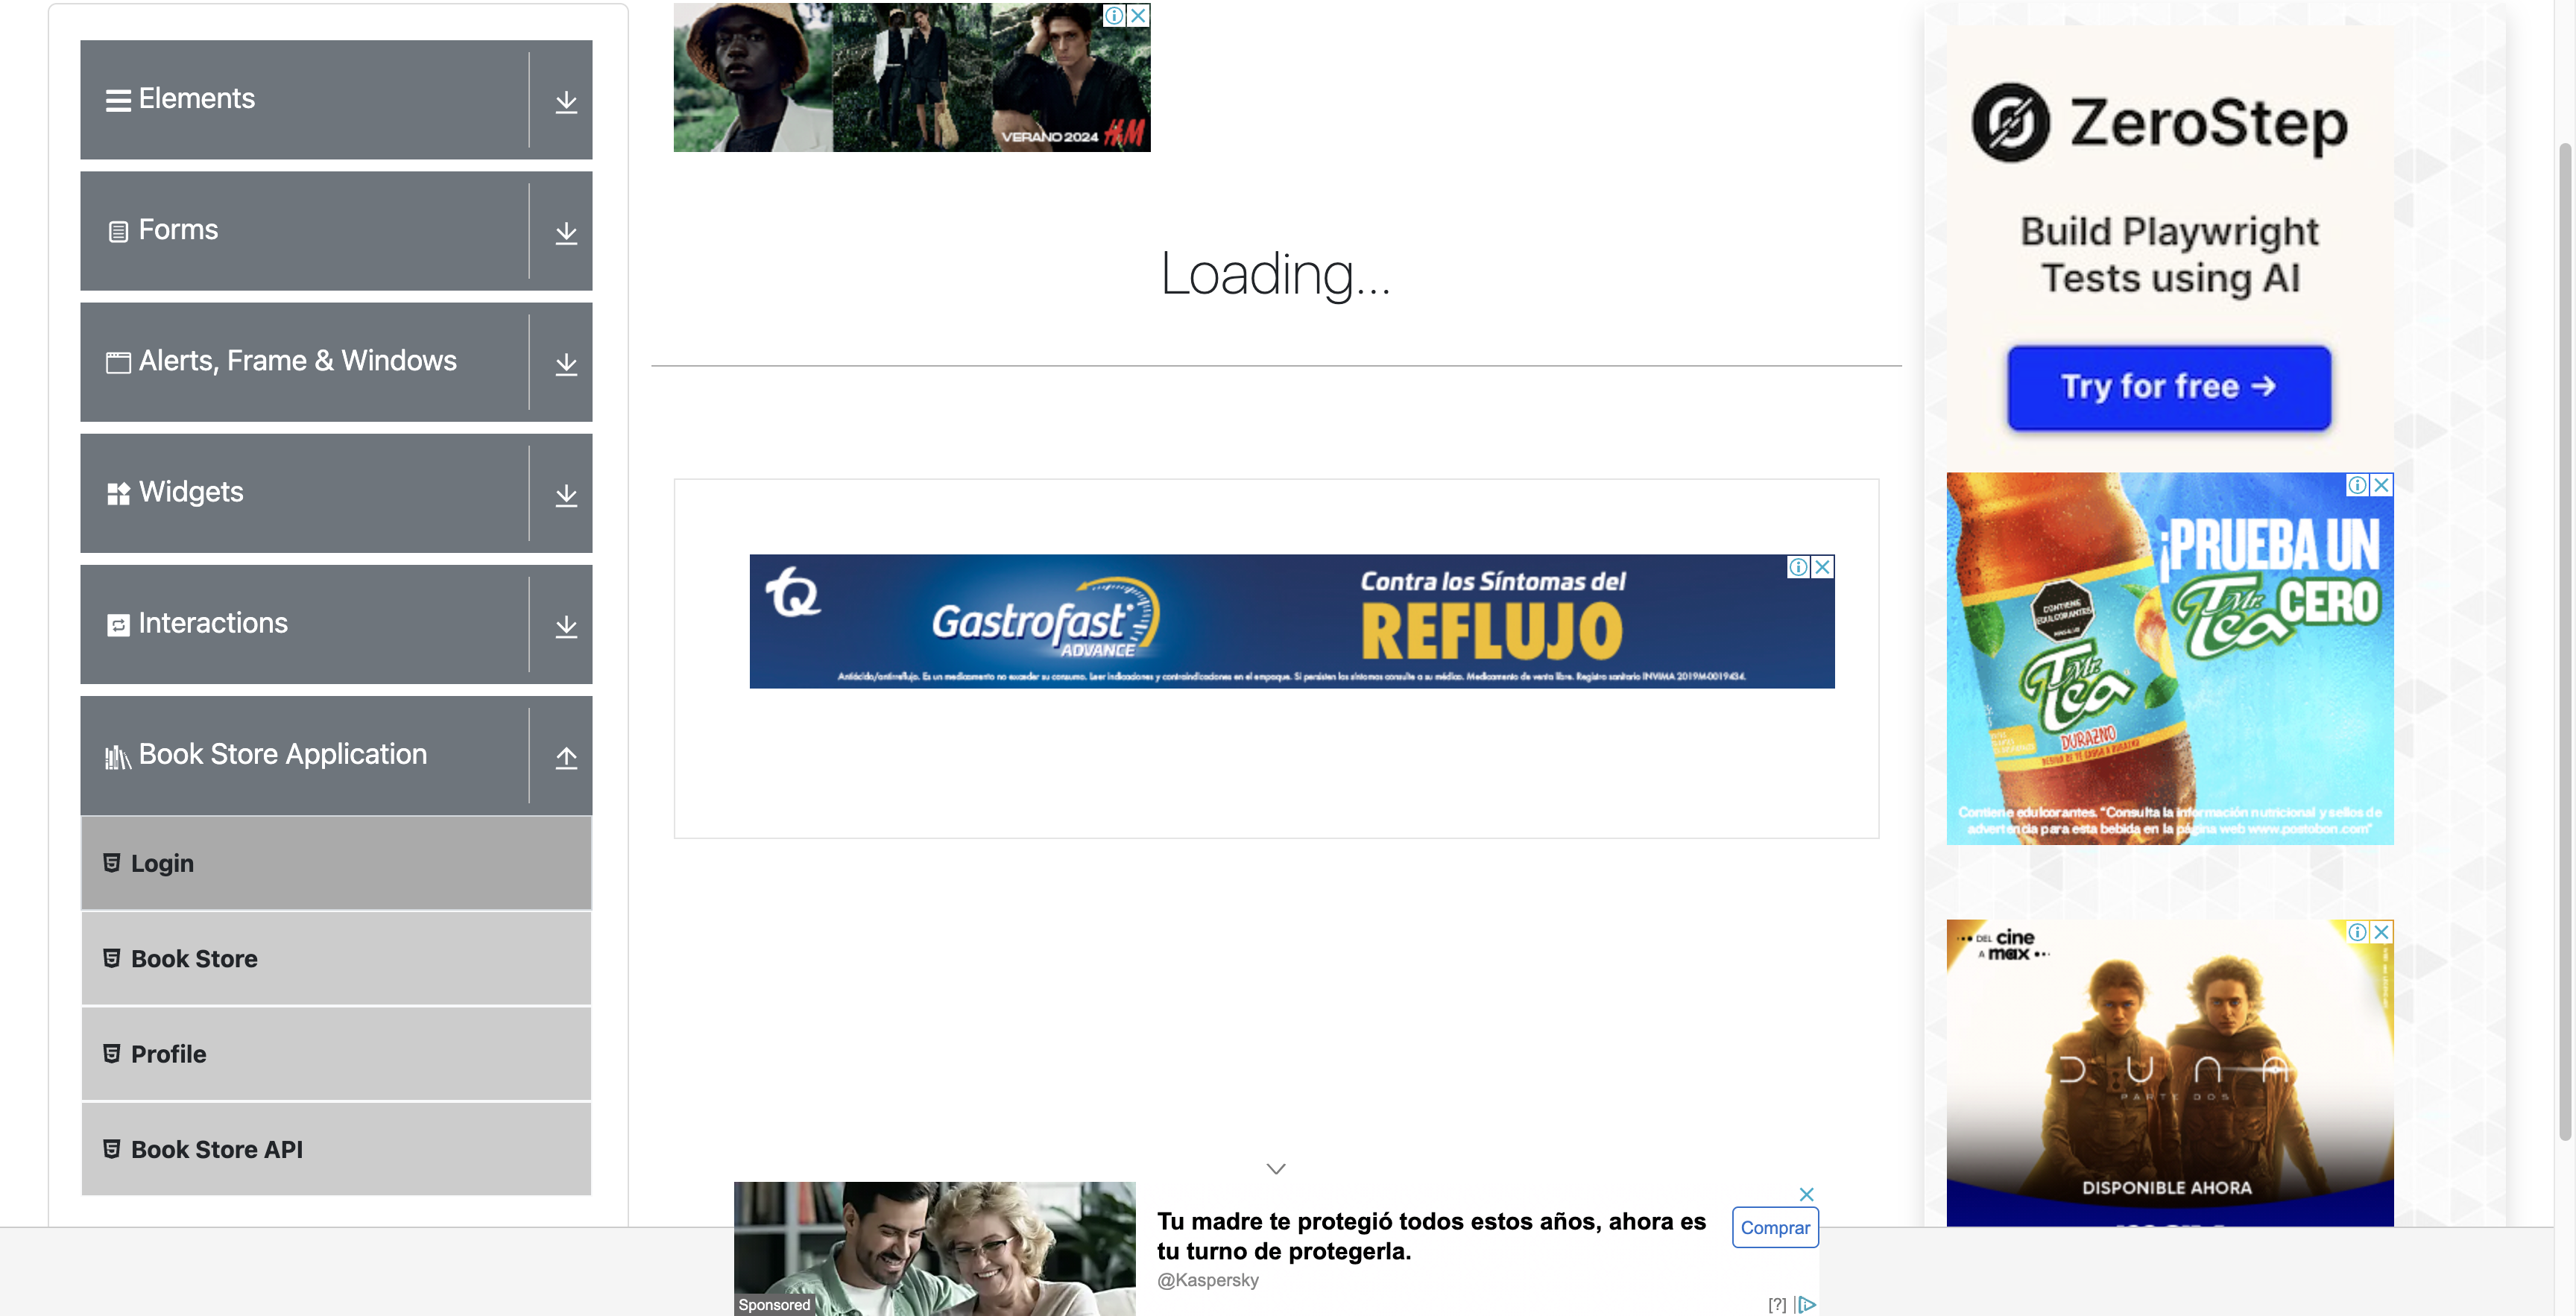 Elements
Forms
Alerts, Frame & Windows
Widgets
Interactions
Book Store Application
Login
Book Store
Profile
Book Store API
VERANO 2024 H&M
Loading...
Gastrofast
ADVANCE
Contra los Síntomas del
REFLUJO
Antiácido/antirreflujo. Es un medicamento no exceder su consumo. Leer indicaciones y contraindicaciones en el empaque. Si persisten los síntomas consulte a su médico. Medicamento de venta libre. Registro sanitario INVIMA 2019M-0019434.
Tu madre te protegió todos estos años, ahora es
tu turno de protegerla.
@Kaspersky
Comprar
Sponsored
[?]
ZeroStep
Build Playwright
Tests using AI
Try for free →
¡PRUEBA UN
Mr. Tea CERO
CONTIENE
EDULCORANTES
Mr. Tea
DURAZNO
Contiene edulcorantes. "Consulta la información nutricional y sellos de
advertencia para esta bebida en la página web www.postobon.com"
DEL cine
A max
DUNA
PARTE DOS
DISPONIBLE AHORA